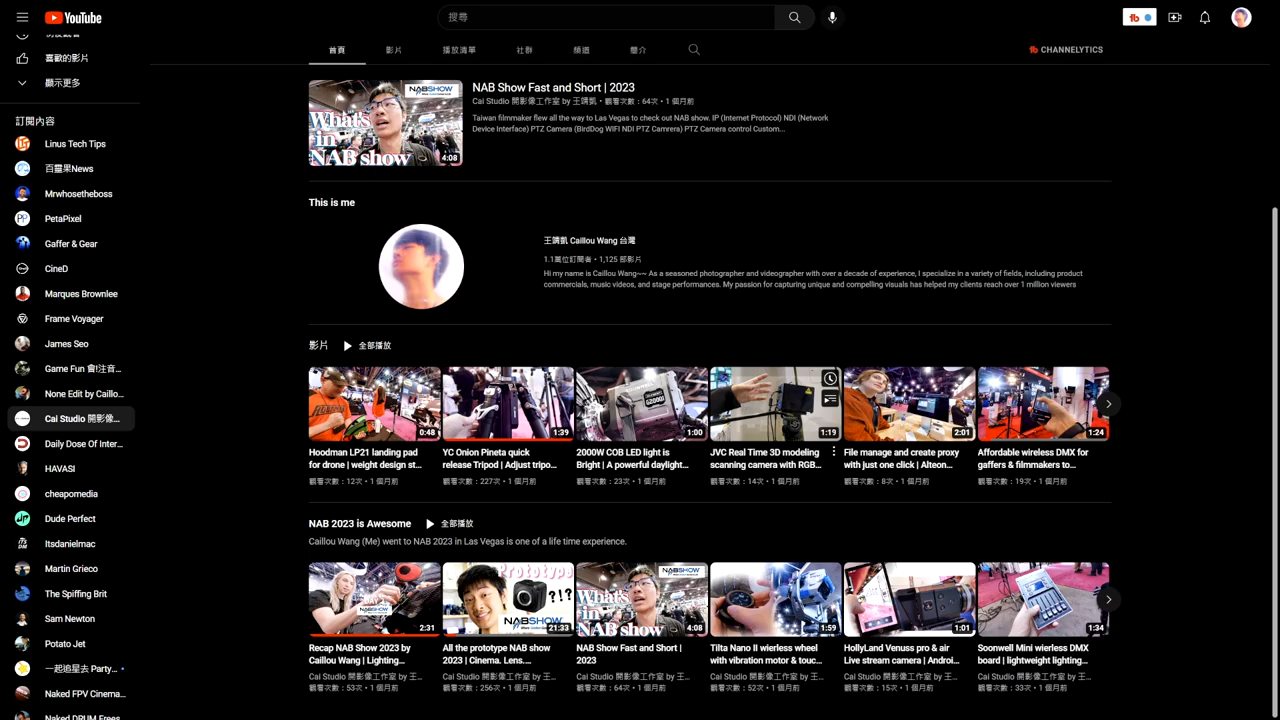 YouTube
搜尋
喜歡的影片
顯示更多
訂閱內容
Linus Tech Tips
百靈果News
Mrwhosetheboss
PetaPixel
Gaffer & Gear
CineD
Marques Brownlee
Frame Voyager
James Seo
Game Fun 會!注音...
None Edit by Caillo...
Cai Studio 開影像...
Daily Dose Of Inter...
HAVASI
cheapomedia
Dude Perfect
Itsdanielmac
Martin Grieco
The Spiffing Brit
Sam Newton
Potato Jet
一起追星去 Party...
Naked FPV Cinema...
Naked DRUM Frees
首頁
影片
播放清單
社群
頻道
簡介
CHANNELYTICS
NABSHOW
What's
in
NAB show
4:08
NAB Show Fast and Short | 2023
Cai Studio 開影像工作室 by 王靖凱 • 觀看次數：64次 • 1 個月前
Taiwan filmmaker flew all the way to Las Vegas to check out NAB show. IP (Internet Protocol) NDI (Network
Device Interface) PTZ Camera (BirdDog WIFI NDI PTZ Camrera) PTZ Camera control Custom...
This is me
王靖凱 Caillou Wang 台灣
1.1萬位訂閱者 • 1,125 部影片
Hi my name is Caillou Wang~~ As a seasoned photographer and videographer with over a decade of experience, I specialize in a variety of fields, including product
commercials, music videos, and stage performances. My passion for capturing unique and compelling visuals has helped my clients reach over 1 million viewers
影片
全部播放
0:48
1:39
1:00
1:19
2:01
1:24
Hoodman LP21 landing pad
for drone | weight design st...
觀看次數：12次 • 1 個月前
YC Onion Pineta quick
release Tripod | Adjust tripo...
觀看次數：227次 • 1 個月前
2000W COB LED light is
Bright | A powerful daylight...
觀看次數：23次 • 1 個月前
JVC Real Time 3D modeling
scanning camera with RGB...
觀看次數：14次 • 1 個月前
File manage and create proxy
with just one click | Alteon...
觀看次數：8次 • 1 個月前
Affordable wireless DMX for
gaffers & filmmakers to...
觀看次數：19次 • 1 個月前
NAB 2023 is Awesome
全部播放
Caillou Wang (Me) went to NAB 2023 in Las Vegas is one of a life time experience.
NABSHOW
2:31
Prototype
?!?
NABSHOW
21:33
NABSHOW
What's
in
NAB show
4:08
1:59
1:01
1:34
Recap NAB Show 2023 by
Caillou Wang | Lighting...
Cai Studio 開影像工作室 by 王...
觀看次數：53次 • 1 個月前
All the prototype NAB show
2023 | Cinema. Lens....
Cai Studio 開影像工作室 by 王...
觀看次數：256次 • 1 個月前
NAB Show Fast and Short |
2023
Cai Studio 開影像工作室 by 王...
觀看次數：64次 • 1 個月前
Tilta Nano II wierless wheel
with vibration motor & touc...
Cai Studio 開影像工作室 by 王...
觀看次數：52次 • 1 個月前
HollyLand Venuss pro & air
Live stream camera | Androi...
Cai Studio 開影像工作室 by 王...
觀看次數：15次 • 1 個月前
Soonwell Mini wierless DMX
board | lightweight lighting...
Cai Studio 開影像工作室 by 王...
觀看次數：33次 • 1 個月前